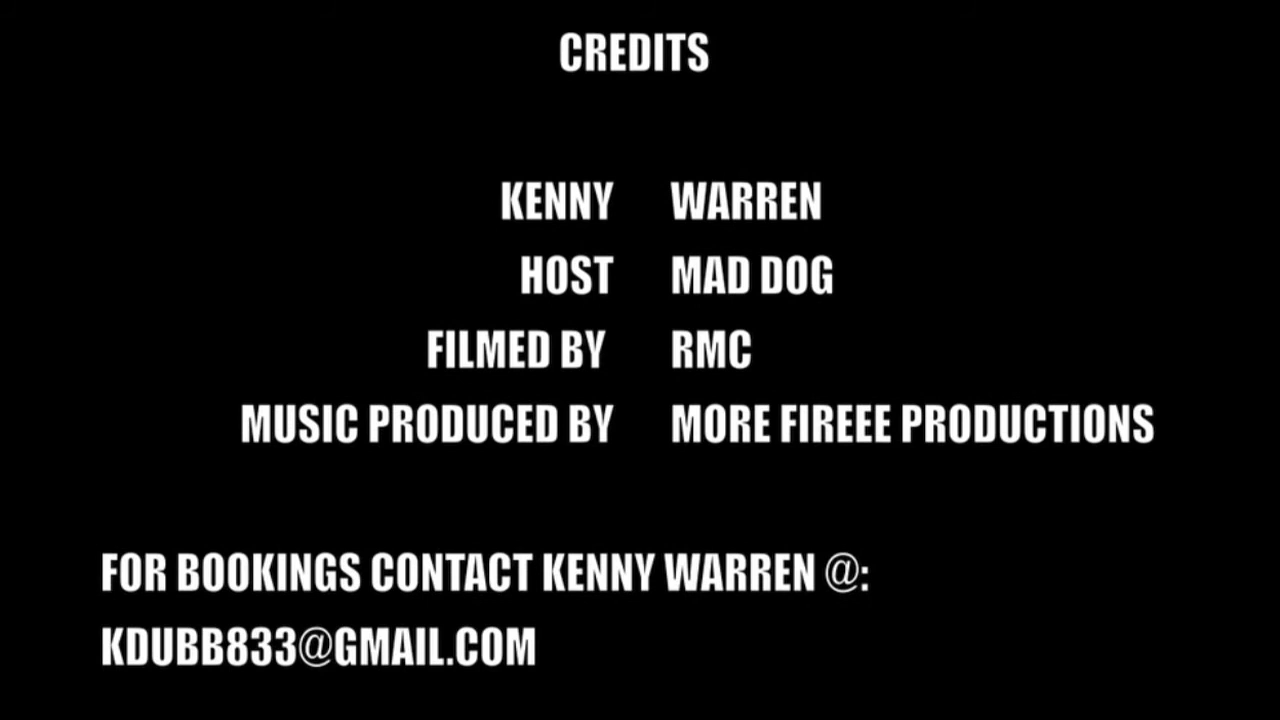 CREDITS
KENNY WARREN
HOST MAD DOG
FILMED BY RMC
MUSIC PRODUCED BY MORE FIREEE PRODUCTIONS
FOR BOOKINGS CONTACT KENNY WARREN @:
KDUBB833@GMAIL.COM